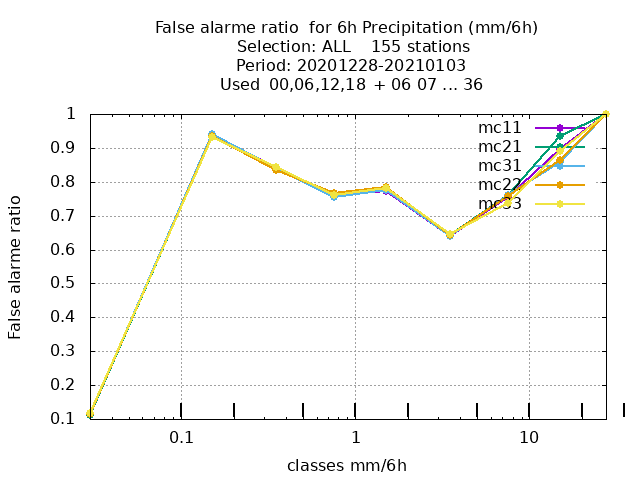 False alarme ratio  for 6h Precipitation (mm/6h)
Selection: ALL    155 stations
Period: 20201228-20210103
Used  00,06,12,18  + 06 07 ... 36
mc11
mc21
mc31
mc22
mc33
1
0.9
0.8
0.7
0.6
0.5
0.4
0.3
0.2
0.1
False alarme ratio
0.1
1
10
classes mm/6h